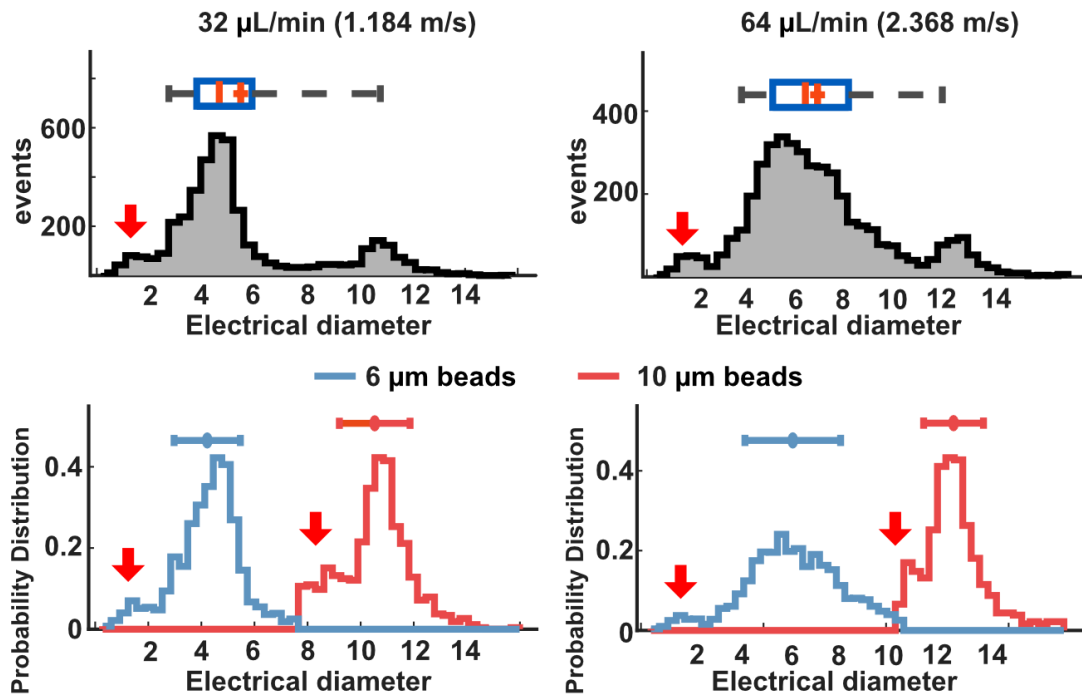 32 µL/min (1.184 m/s)
64 µL/min (2.368 m/s)
events
600
200
2 4 6 8 10 12 14
Electrical diameter
events
400
200
2 4 6 8 10 12 14
Electrical diameter
6 µm beads
10 µm beads
Probability Distribution
0.4
0.2
0
2 4 6 8 10 12 14
Electrical diameter
Probability Distribution
0.4
0.2
0
2 4 6 8 10 12 14
Electrical diameter